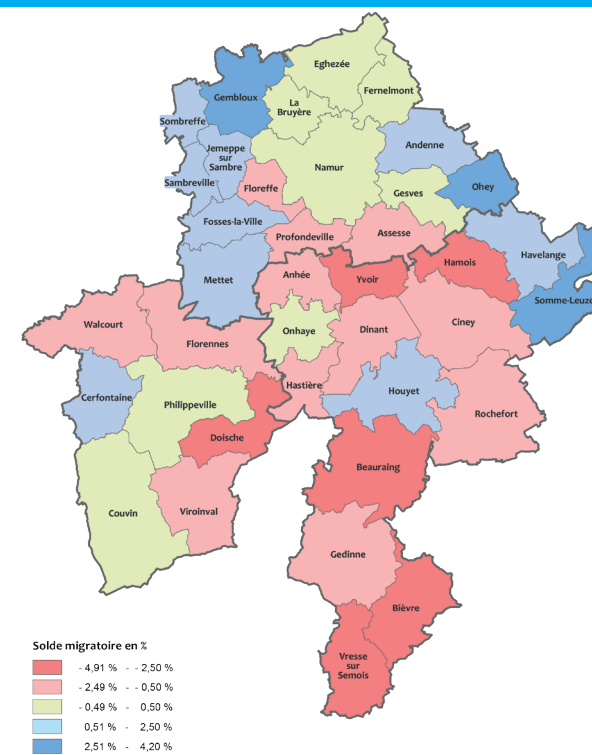 Eghezée
Gembloux
Fernelmont
La
Bruyère
Sombreffe
Andenne
Jemeppe
sur
Sambre
Namur
Sambreville
Floreffe
Gesves
Ohey
Fosses-la-Ville
Profondeville
Assesse
Havelange
Hamois
Mettet
Anhée
Yvoir
Somme-Leuze
Walcourt
Onhaye
Dinant
Ciney
Florennes
Hastière
Houyet
Cerfontaine
Philippeville
Rochefort
Doische
Beauraing
Couvin
Viroinval
Gedinne
Bièvre
Vresse
sur
Semois
Solde migratoire en %
- 4,91 % - - 2,50 %
- 2,49 % - - 0,50 %
- 0,49 % - 0,50 %
0,51 % - 2,50 %
2,51 % - 4,20 %